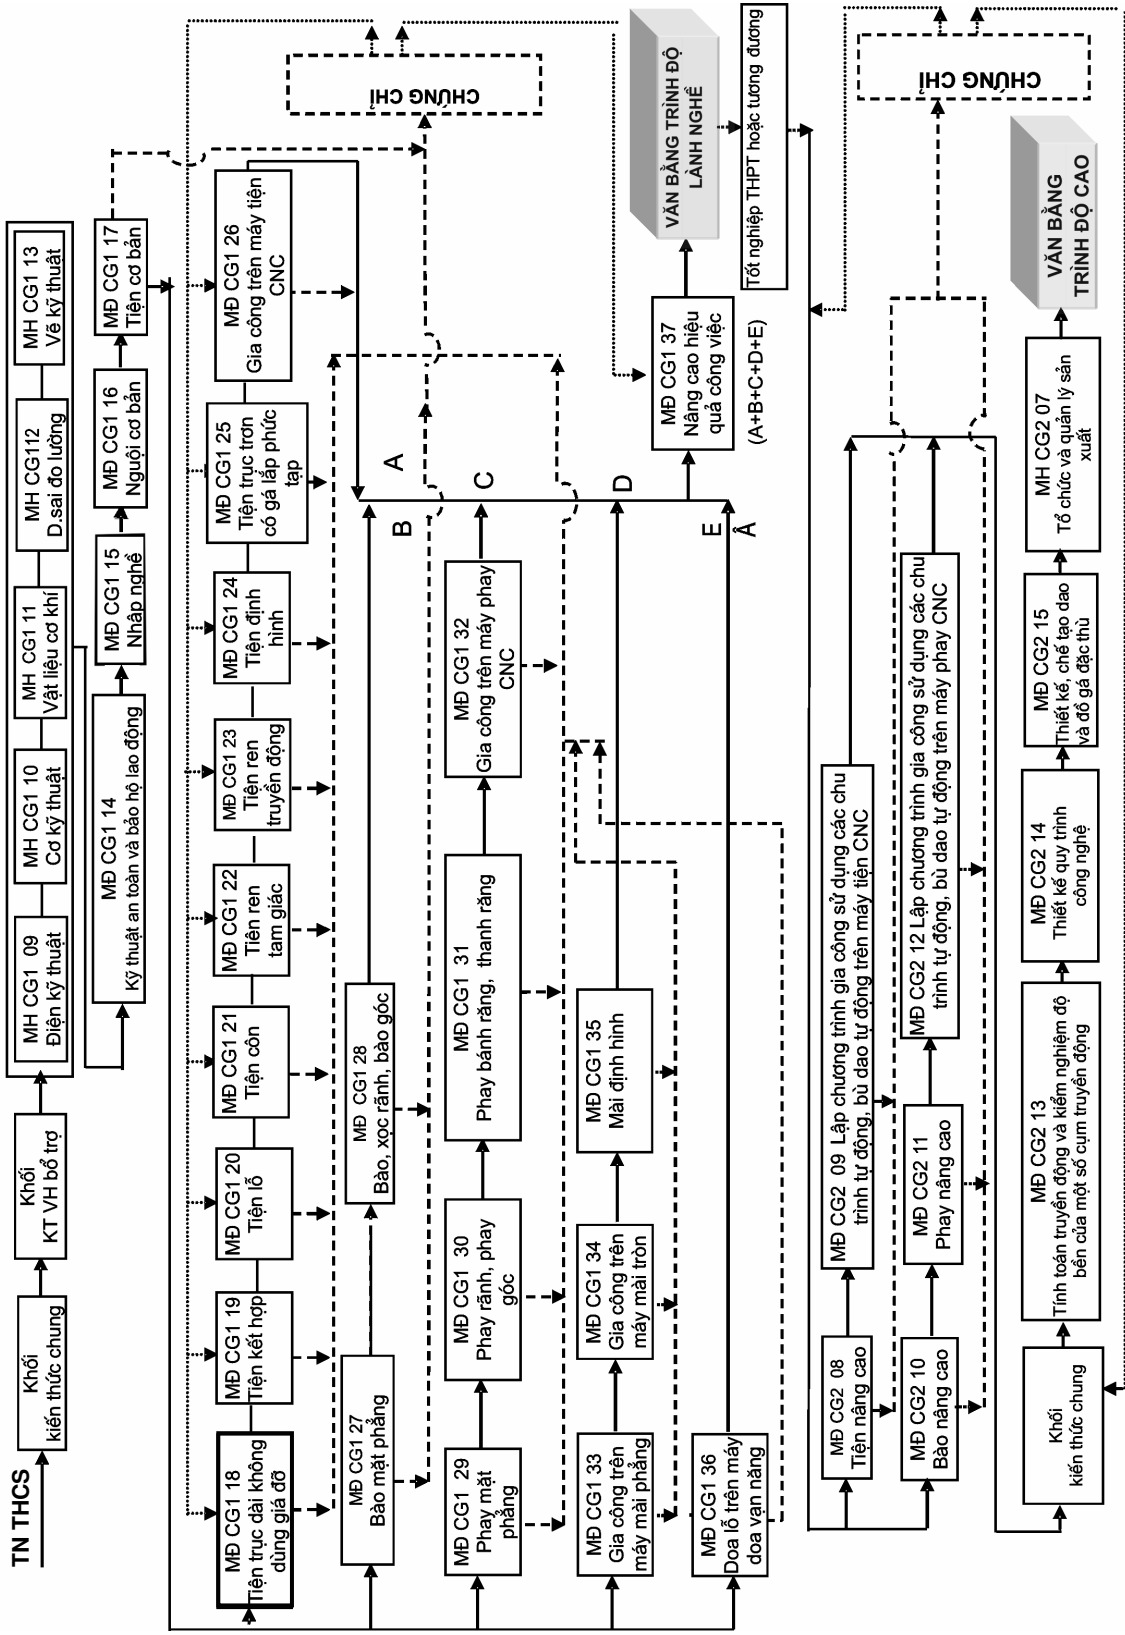 TN THCS
Khối
kiến thức chung
Khối
KT VH bổ trợ
MH CG1 09
Điện kỹ thuật
MH CG1 10
Cơ kỹ thuật
MH CG1 11
Vật liệu cơ khí
MH CG112
D.sai đo lường
MH CG1 13
Vẽ kỹ thuật
MĐ CG1 14
Kỹ thuật an toàn và bảo hộ lao động
MĐ CG1 15
Nhập nghề
MĐ CG1 16
Nguội cơ bản
MĐ CG1 17
Tiện cơ bản
MĐ CG1 18
Tiện trục dài không
dùng giá đỡ
MĐ CG1 19
Tiện kết hợp
MĐ CG1 20
Tiện lỗ
MĐ CG1 21
Tiện côn
MĐ CG1 22
Tiện ren
tam giác
MĐ CG1 23
Tiện ren
truyền động
MĐ CG1 24
Tiện định
hình
MĐ CG1 25
Tiện trục trơn
có gá lắp phức
tạp
MĐ CG1 26
Gia công trên máy tiện
CNC
CHỨNG CHỈ
MĐ CG1 27
Bào mặt phẳng
MĐ CG1 28
Bào, xọc rãnh, bào góc
A
B
MĐ CG1 29
Phay mặt
phẳng
MĐ CG1 30
Phay rãnh, phay
góc
MĐ CG1 31
Phay bánh răng, thanh răng
MĐ CG1 32
Gia công trên máy phay
CNC
C
MĐ CG1 33
Gia công trên
máy mài phẳng
MĐ CG1 34
Gia công trên
máy mài tròn
MĐ CG1 35
Mài định hình
D
MĐ CG1 36
Doa lỗ trên máy
doa vạn năng
E
Â
MĐ CG1 37
Nâng cao hiệu
quả công việc
(A+B+C+D+E)
VĂN BẰNG TRÌNH ĐỘ
LÀNH NGHỀ
Tốt nghiệp THPT hoặc tương đương
MĐ CG2 08
Tiện nâng cao
MĐ CG2 09 Lập chương trình gia công sử dụng các chu
trình tự động, bù dao tự động trên máy tiện CNC
MĐ CG2 10
Bào nâng cao
MĐ CG2 11
Phay nâng cao
MĐ CG2 12 Lập chương trình gia công sử dụng các chu
trình tự động, bù dao tự động trên máy phay CNC
CHỨNG CHỈ
Khối
kiến thức chung
MĐ CG2 13
Tính toán truyền động và kiểm nghiệm độ
bền của một số cụm truyền động
MĐ CG2 14
Thiết kế quy trình
công nghệ
MĐ CG2 15
Thiết kế, chế tạo dao
và đồ gá đặc thù
MH CG2 07
Tổ chức và quản lý sản
xuất
VĂN BẰNG
TRÌNH ĐỘ CAO